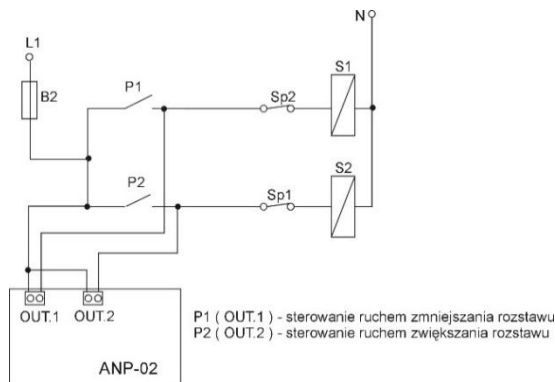 N
L1
B2
P1
Sp2
S1
P2
Sp1
S2
OUT.1 OUT.2
ANP-02
P1 ( OUT.1 ) - sterowanie ruchem zmniejszania rozstawu
P2 ( OUT.2 ) - sterowanie ruchem zwiększania rozstawu